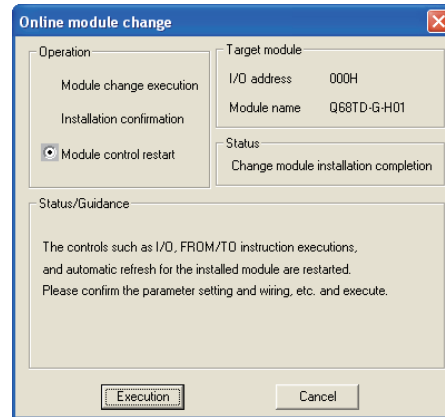 Online module change
Operation
Module change execution
Installation confirmation
Module control restart
Target module
I/O address 000H
Module name Q68TD-G-H01
Status
Change module installation completion
Status/Guidance
The controls such as I/O, FROM/TO instruction executions,
and automatic refresh for the installed module are restarted.
Please confirm the parameter setting and wiring, etc. and execute.
Execution
Cancel